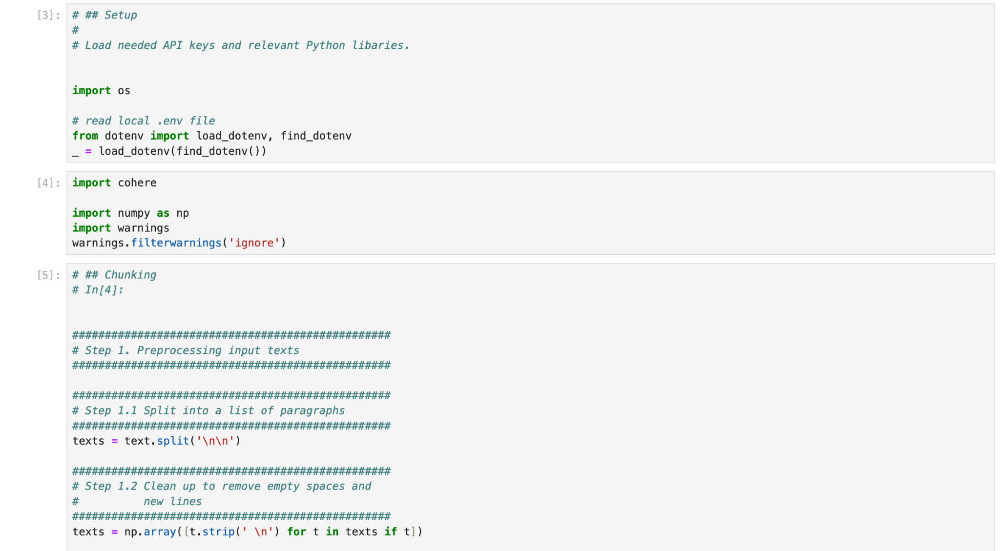 [3]: # ## Setup
#
# Load needed API keys and relevant Python libaries.
import os
# read local .env file
from dotenv import load_dotenv, find_dotenv
_ = load_dotenv(find_dotenv())
[4]: import cohere
import numpy as np
import warnings
warnings.filterwarnings('ignore')
[5]: # ## Chunking
# In[4]:
#################################################
# Step 1. Preprocessing input texts
#################################################
#################################################
# Step 1.1 Split into a list of paragraphs
#################################################
texts = text.split('\n\n')
#################################################
# Step 1.2 Clean up to remove empty spaces and
#          new lines
#################################################
texts = np.array([t.strip(' \n') for t in texts if t])